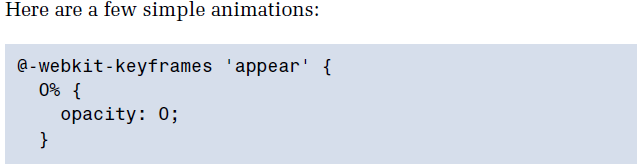 Here are a few simple animations:
@-webkit-keyframes 'appear' {
  0% {
    opacity: 0;
  }